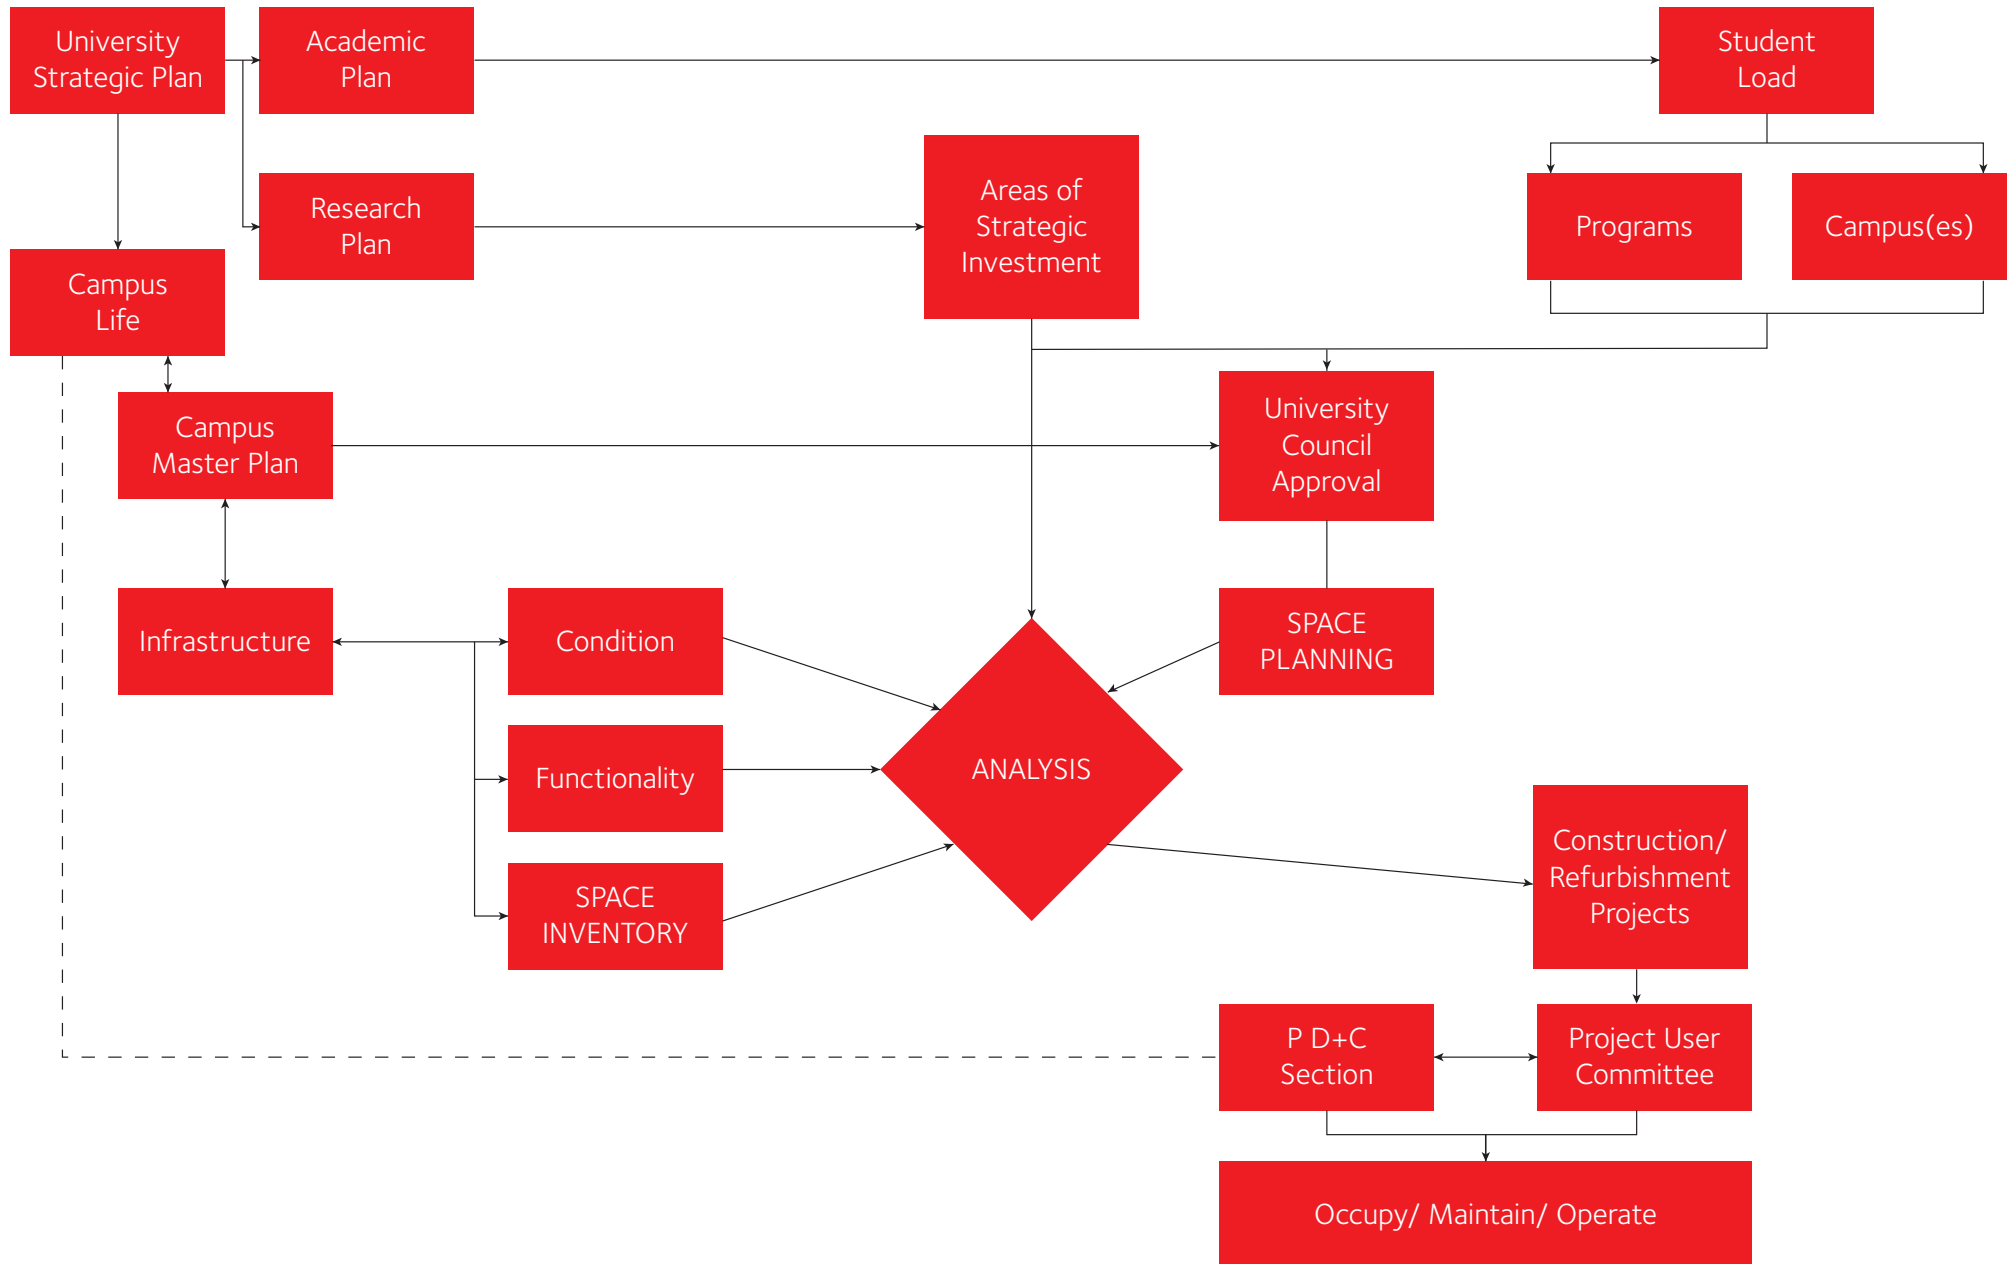 University
Strategic Plan
Academic
Plan
Student
Load
Research
Plan
Areas of
Strategic
Investment
Programs
Campus(es)
Campus
Life
Campus
Master Plan
University
Council
Approval
Infrastructure
Condition
SPACE
PLANNING
Functionality
ANALYSIS
SPACE
INVENTORY
Construction/
Refurbishment
Projects
P D+C
Section
Project User
Committee
Occupy/ Maintain/ Operate